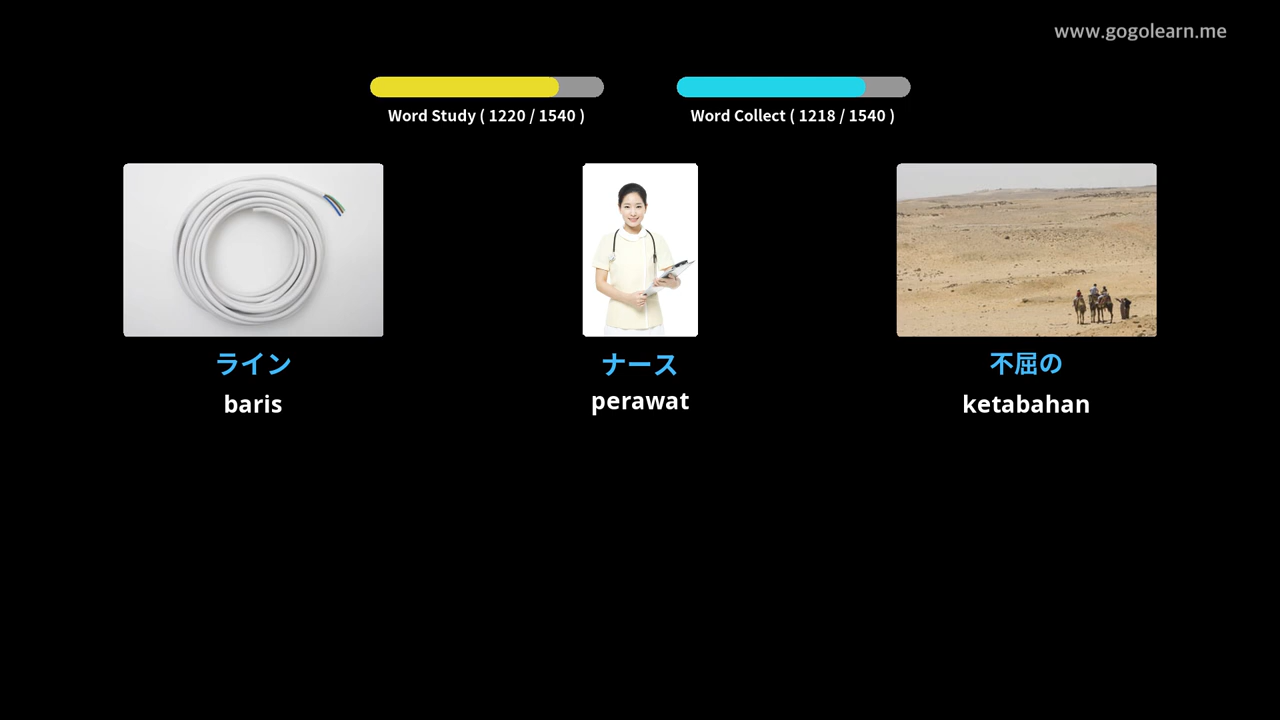 www.gogolearn.me
Word Study ( 1220 / 1540 )
Word Collect ( 1218 / 1540 )
ライン
ナース
不屈の
baris
perawat
ketabahan